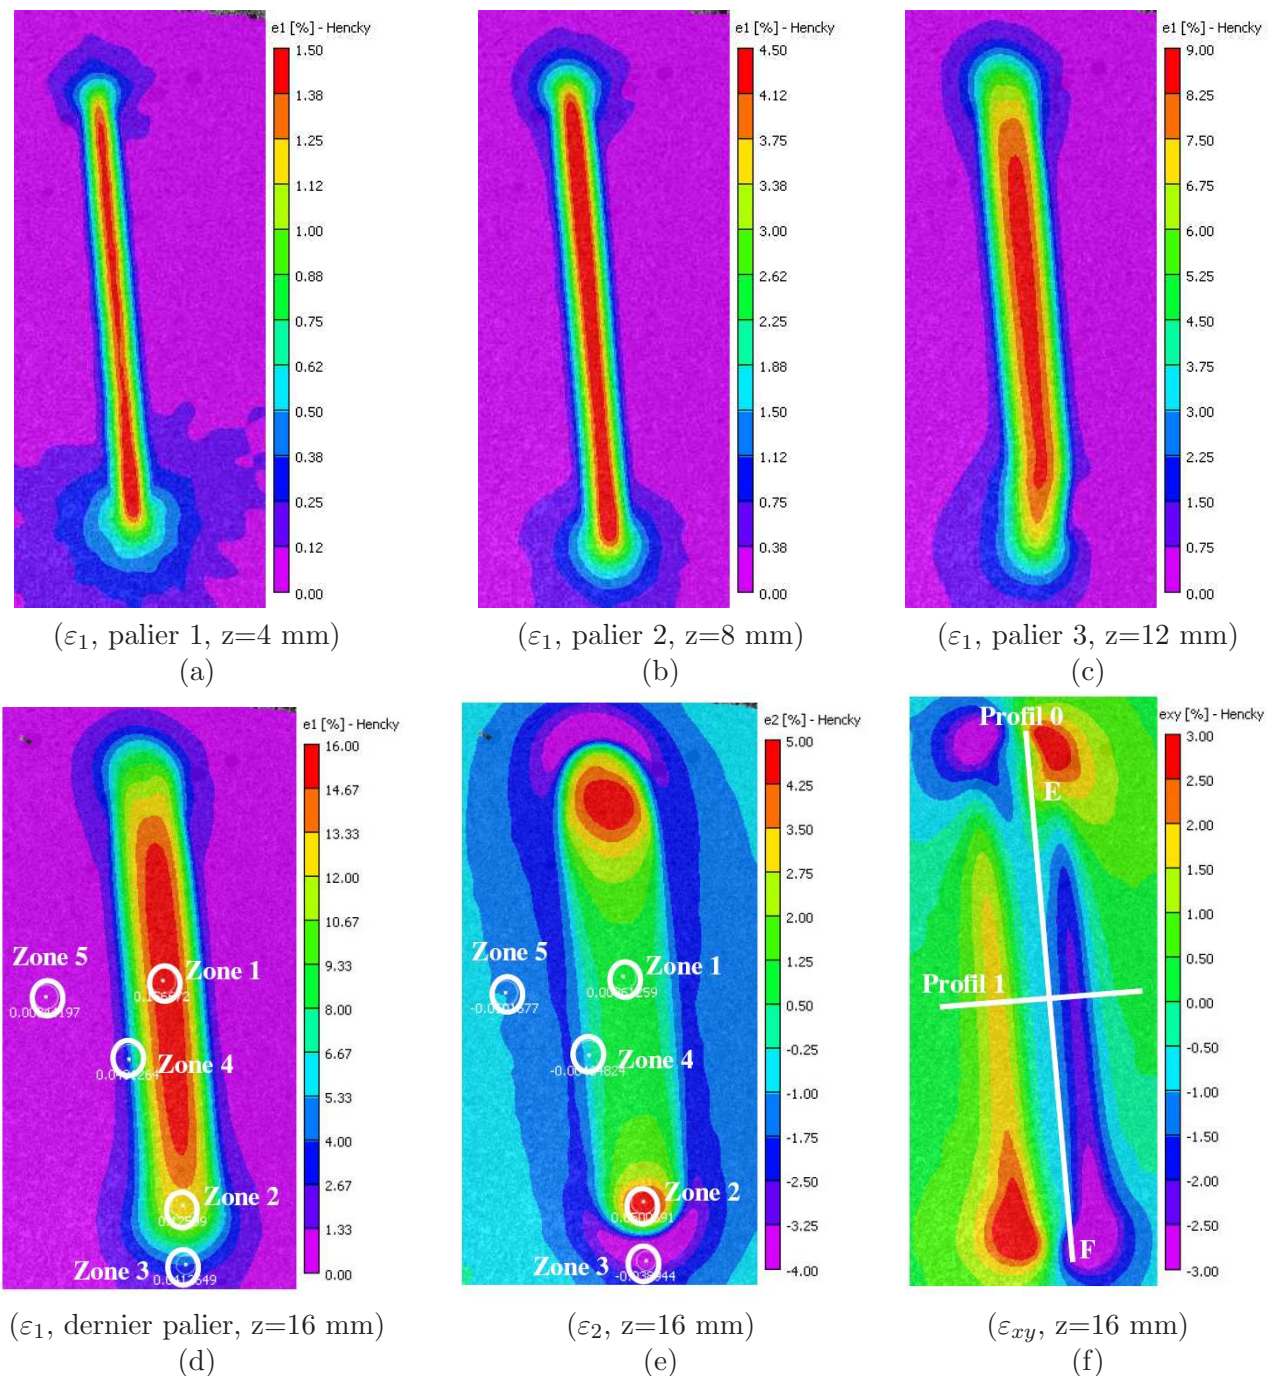 e1 [%] - Hencky
1.50
1.38
1.25
1.12
1.00
0.88
0.75
0.62
0.50
0.38
0.25
0.12
0.00
(ε₁, palier 1, z=4 mm)
(a)
e1 [%] - Hencky
4.50
4.12
3.75
3.38
3.00
2.62
2.25
1.88
1.50
1.12
0.75
0.38
0.00
(ε₁, palier 2, z=8 mm)
(b)
e1 [%] - Hencky
9.00
8.25
7.50
6.75
6.00
5.25
4.50
3.75
3.00
2.25
1.50
0.75
0.00
(ε₁, palier 3, z=12 mm)
(c)
e1 [%] - Hencky
16.00
14.67
13.33
12.00
10.67
9.33
8.00
6.67
5.33
4.00
2.67
1.33
0.00
Zone 5
Zone 1
Zone 4
Zone 2
Zone 3
(ε₁, dernier palier, z=16 mm)
(d)
e2 [%] - Hencky
5.00
4.25
3.50
2.75
2.00
1.25
0.50
-0.25
-1.00
-1.75
-2.50
-3.25
-4.00
Zone 5
Zone 1
Zone 4
Zone 2
Zone 3
(ε₂, z=16 mm)
(e)
exy [%] - Hencky
3.00
2.50
2.00
1.50
1.00
0.50
0.00
-0.50
-1.00
-1.50
-2.00
-2.50
-3.00
Profil 0
E
Profil 1
F
(εxy, z=16 mm)
(f)